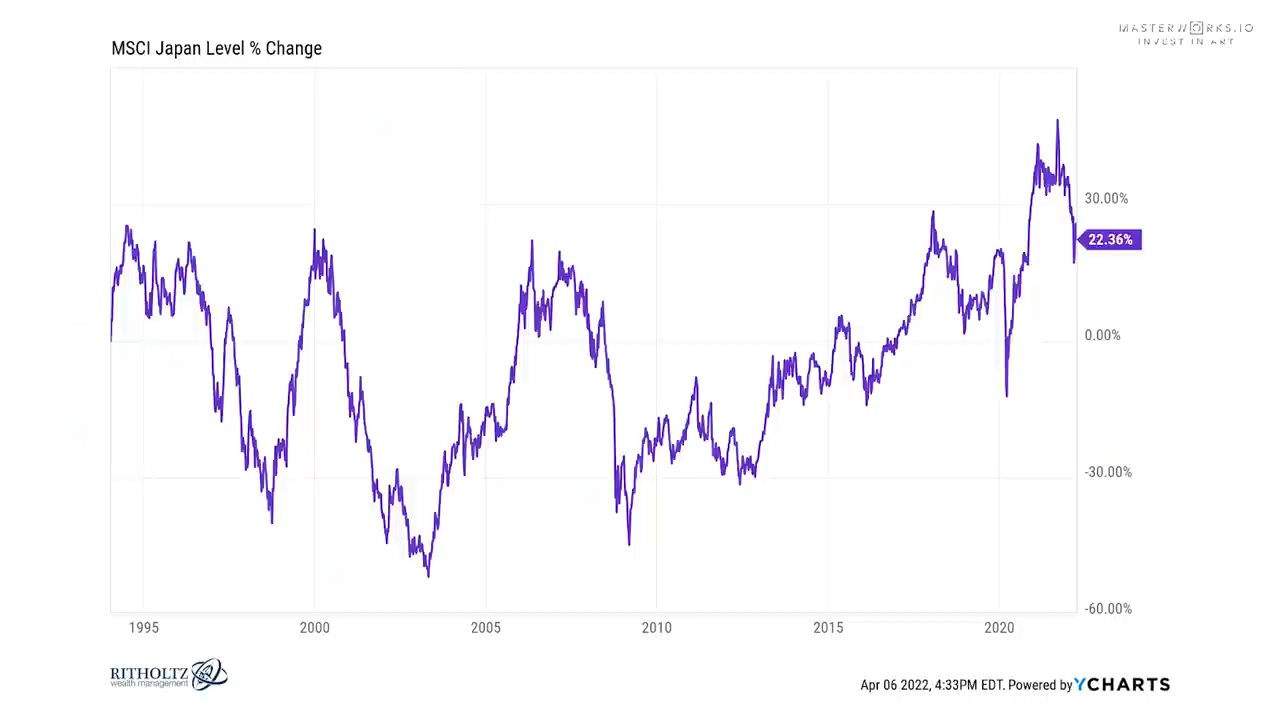 MASTERWORKS.IO
INVEST IN ART
MSCI Japan Level % Change
30.00%
22.36%
0.00%
-30.00%
-60.00%
1995 2000 2005 2010 2015 2020
RITHOLTZ
wealth management
Apr 06 2022, 4:33PM EDT. Powered by YCHARTS